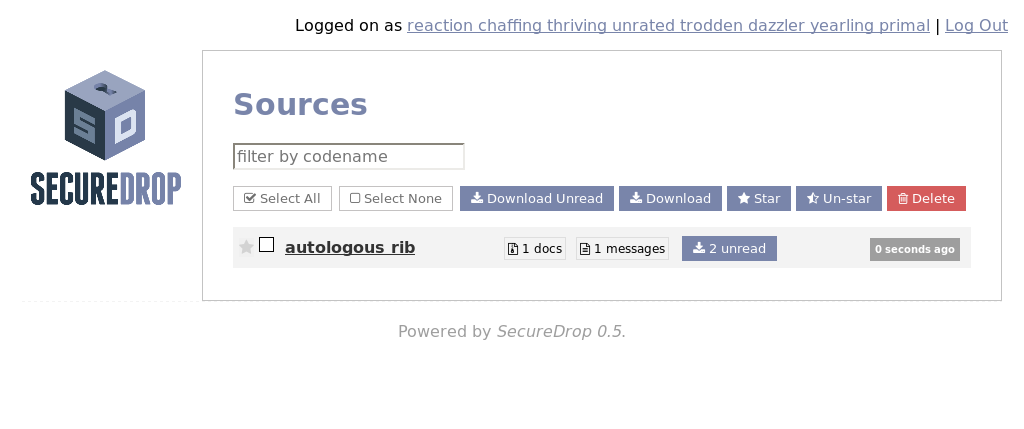 Logged on as reaction chaffing thriving unrated trodden dazzler yearling primal | Log Out
SECUREDROP
Sources
filter by codename
Select All Select None Download Unread Download Star Un-star Delete
autologous rib 1 docs 1 messages 2 unread 0 seconds ago
Powered by SecureDrop 0.5.